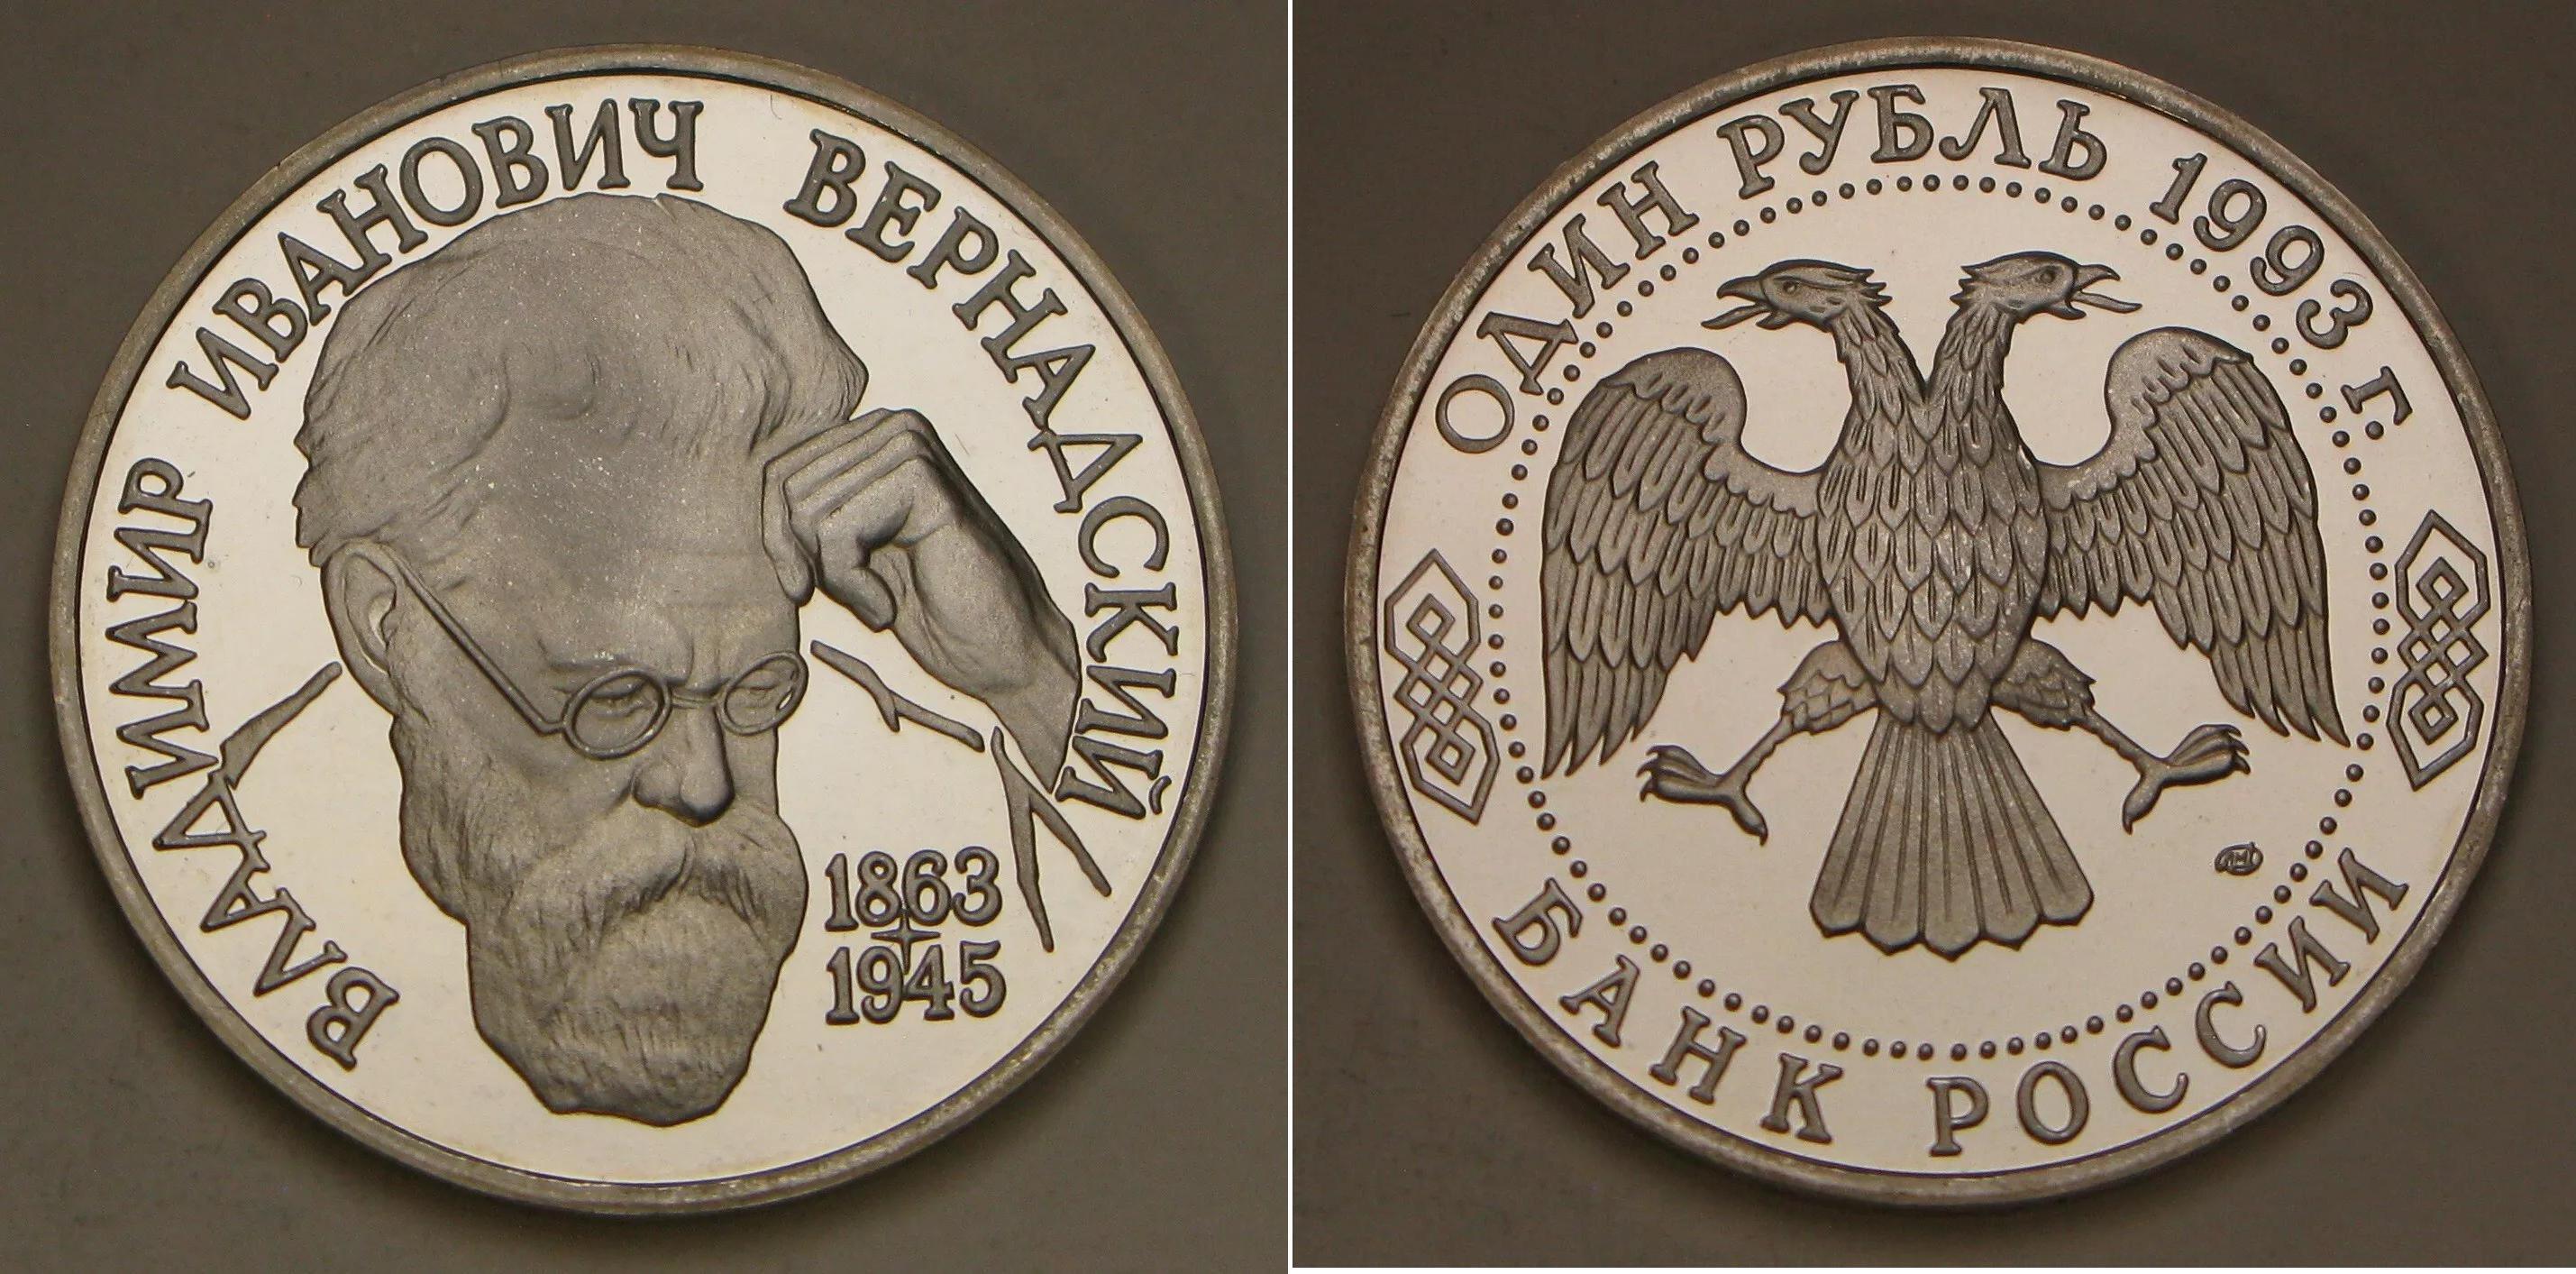 ВЛАДИМИР ИВАНОВИЧ ВЕРНАДСКИЙ
1863
1945
ОДИН РУБЛЬ 1993 г.
БАНК РОССИИ